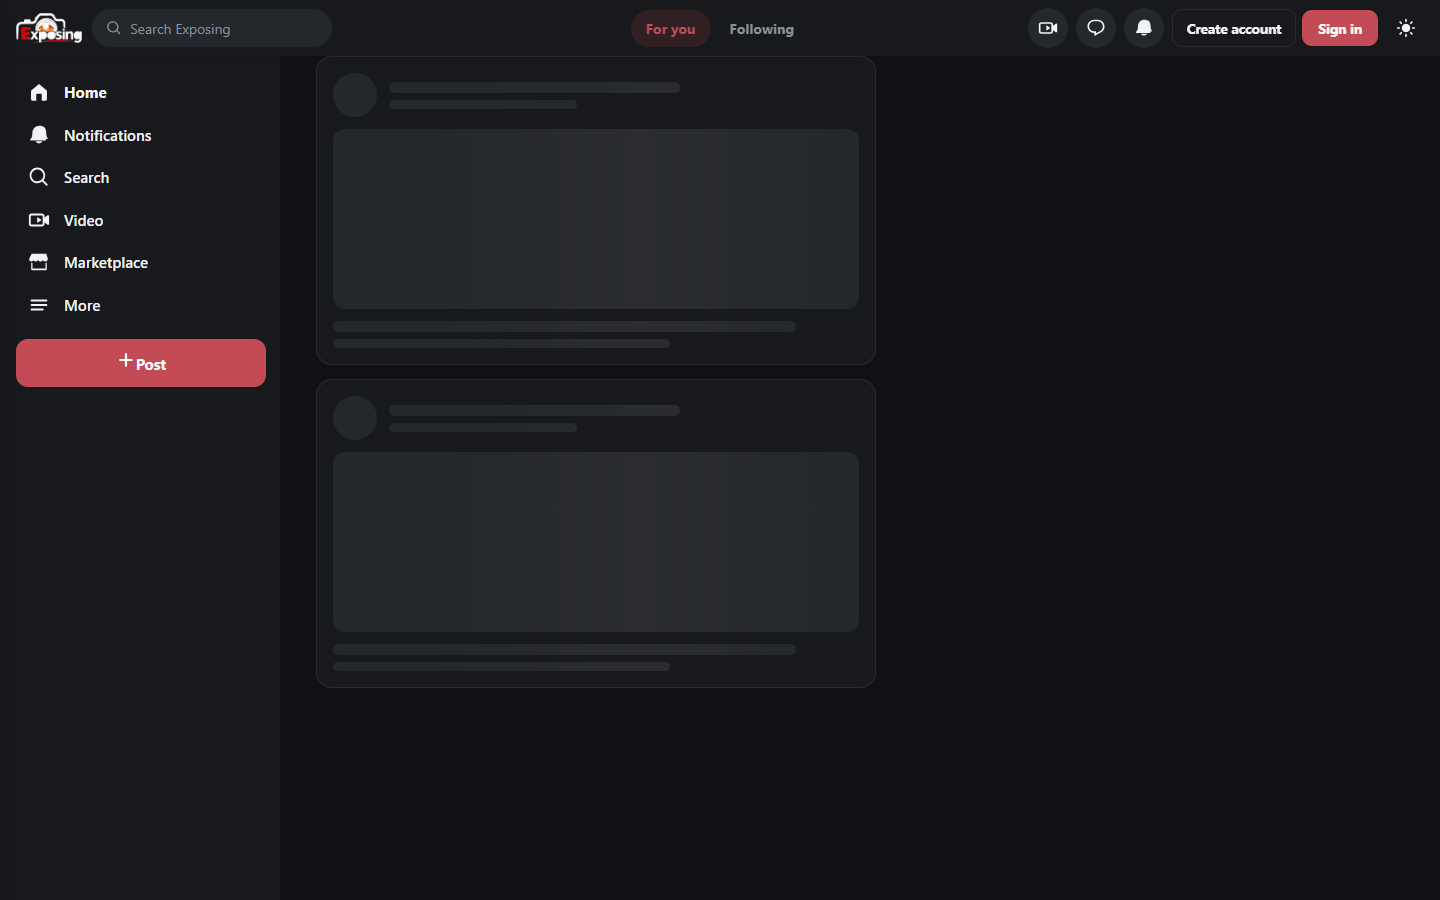 Exposing
Search Exposing
For you
Following
Create account
Sign in
Home
Notifications
Search
Video
Marketplace
More
Post